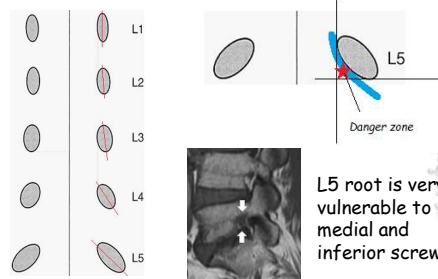 L1
L2
L3
L4
L5
L5
Danger zone
L5 root is very
vulnerable to
medial and
inferior screw